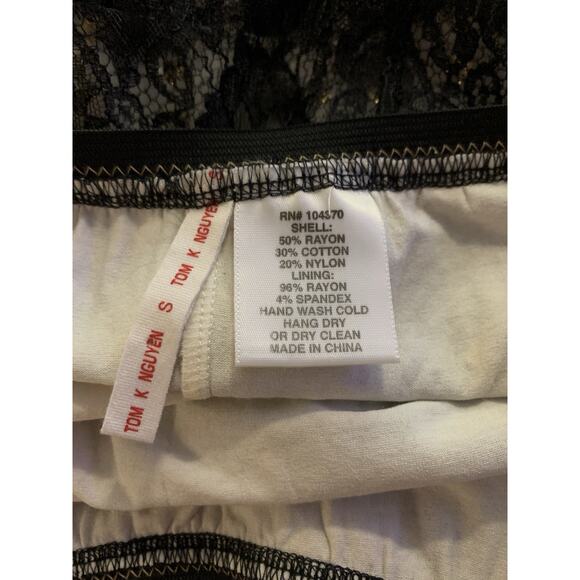 TOM K NGUYEN S TOM K NGUYEN S
RN# 104370
SHELL:
50% RAYON
30% COTTON
20% NYLON
LINING:
96% RAYON
4% SPANDEX
HAND WASH COLD
HANG DRY
OR DRY CLEAN
MADE IN CHINA